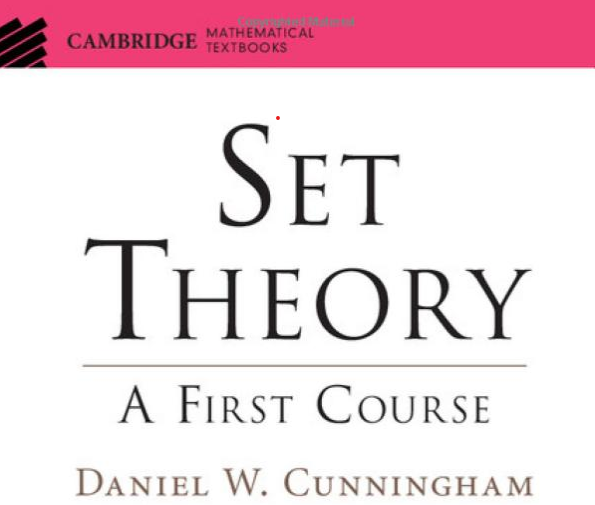 Copyrighted Material
CAMBRIDGE MATHEMATICAL
TEXTBOOKS
SET
THEORY
A FIRST COURSE
DANIEL W. CUNNINGHAM